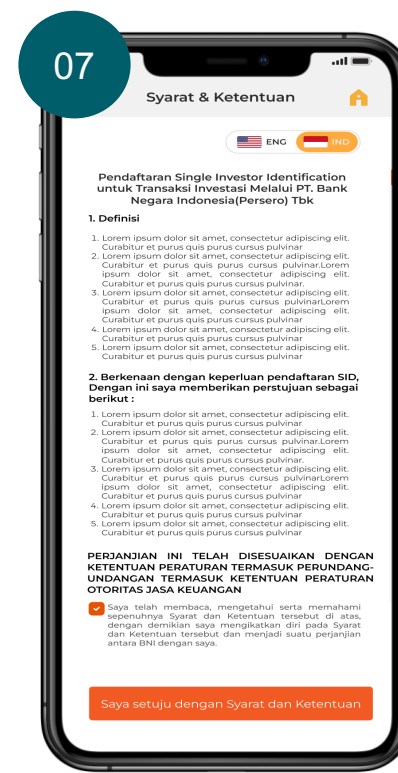 07
Syarat & Ketentuan
ENG
IND
Pendaftaran Single Investor Identification
untuk Transaksi Investasi Melalui PT. Bank
Negara Indonesia(Persero) Tbk
1. Definisi
1. Lorem ipsum dolor sit amet, consectetur adipiscing elit.
Curabitur et purus quis purus cursus pulvinar
2. Lorem ipsum dolor sit amet, consectetur adipiscing elit.
Curabitur et purus quis purus cursus pulvinar.Lorem
ipsum dolor sit amet, consectetur adipiscing elit.
Curabitur et purus quis purus cursus pulvinar.
3. Lorem ipsum dolor sit amet, consectetur adipiscing elit.
Curabitur et purus quis purus cursus pulvinarLorem
ipsum dolor sit amet, consectetur adipiscing elit.
Curabitur et purus quis purus cursus pulvinar
4. Lorem ipsum dolor sit amet, consectetur adipiscing elit.
Curabitur et purus quis purus cursus pulvinar
5. Lorem ipsum dolor sit amet, consectetur adipiscing elit.
Curabitur et purus quis purus cursus pulvinar
2. Berkenaan dengan keperluan pendaftaran SID,
Dengan ini saya memberikan perstujuan sebagai
berikut :
1. Lorem ipsum dolor sit amet, consectetur adipiscing elit.
Curabitur et purus quis purus cursus pulvinar
2. Lorem ipsum dolor sit amet, consectetur adipiscing elit.
Curabitur et purus quis purus cursus pulvinar.Lorem
ipsum dolor sit amet, consectetur adipiscing elit.
Curabitur et purus quis purus cursus pulvinar.
3. Lorem ipsum dolor sit amet, consectetur adipiscing elit.
Curabitur et purus quis purus cursus pulvinarLorem
ipsum dolor sit amet, consectetur adipiscing elit.
Curabitur et purus quis purus cursus pulvinar
4. Lorem ipsum dolor sit amet, consectetur adipiscing elit.
Curabitur et purus quis purus cursus pulvinar
5. Lorem ipsum dolor sit amet, consectetur adipiscing elit.
Curabitur et purus quis purus cursus pulvinar
PERJANJIAN INI TELAH DISESUAIKAN DENGAN
KETENTUAN PERATURAN TERMASUK PERUNDANG-
UNDANGAN TERMASUK KETENTUAN PERATURAN
OTORITAS JASA KEUANGAN
Saya telah membaca, mengetahui serta memahami
sepenuhnya Syarat dan Ketentuan tersebut di atas,
dengan demikian saya mengikatkan diri pada Syarat
dan Ketentuan tersebut dan menjadi suatu perjanjian
antara BNI dengan saya.
Saya setuju dengan Syarat dan Ketentuan